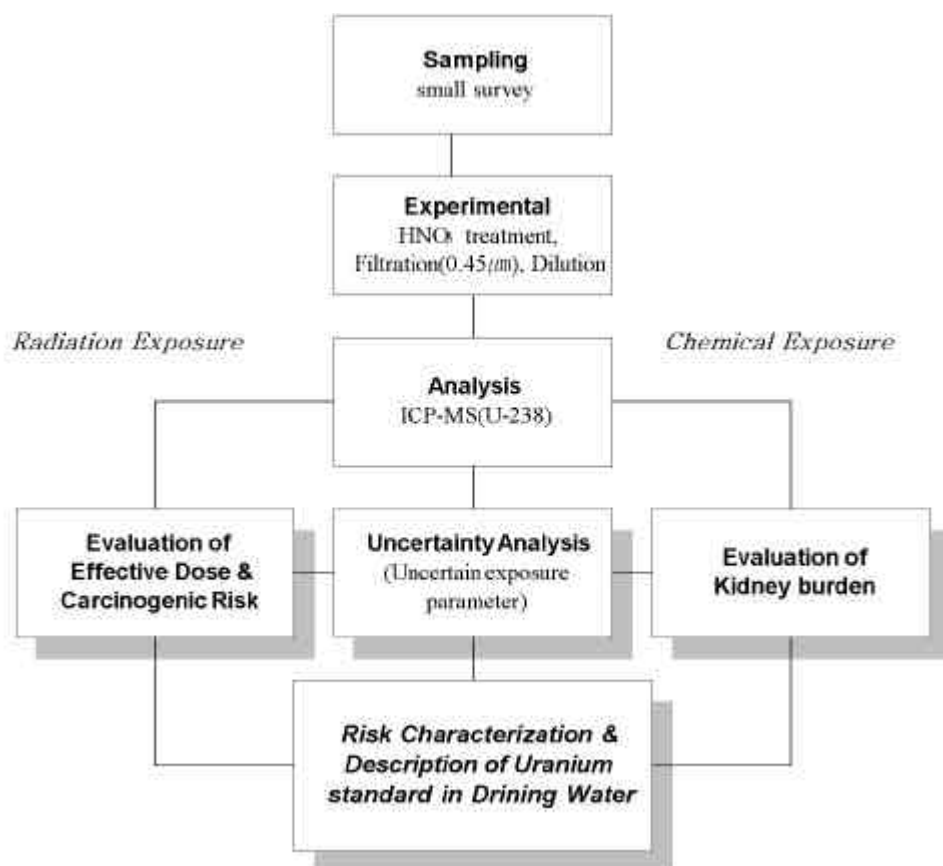 Sampling
small survey
Experimental
HNO₃ treatment,
Filtration(0.45㎛), Dilution
Radiation Exposure
Chemical Exposure
Analysis
ICP-MS(U-238)
Evaluation of
Effective Dose &
Carcinogenic Risk
Uncertainty Analysis
(Uncertain exposure
parameter)
Evaluation of
Kidney burden
Risk Characterization &
Description of Uranium
standard in Drining Water